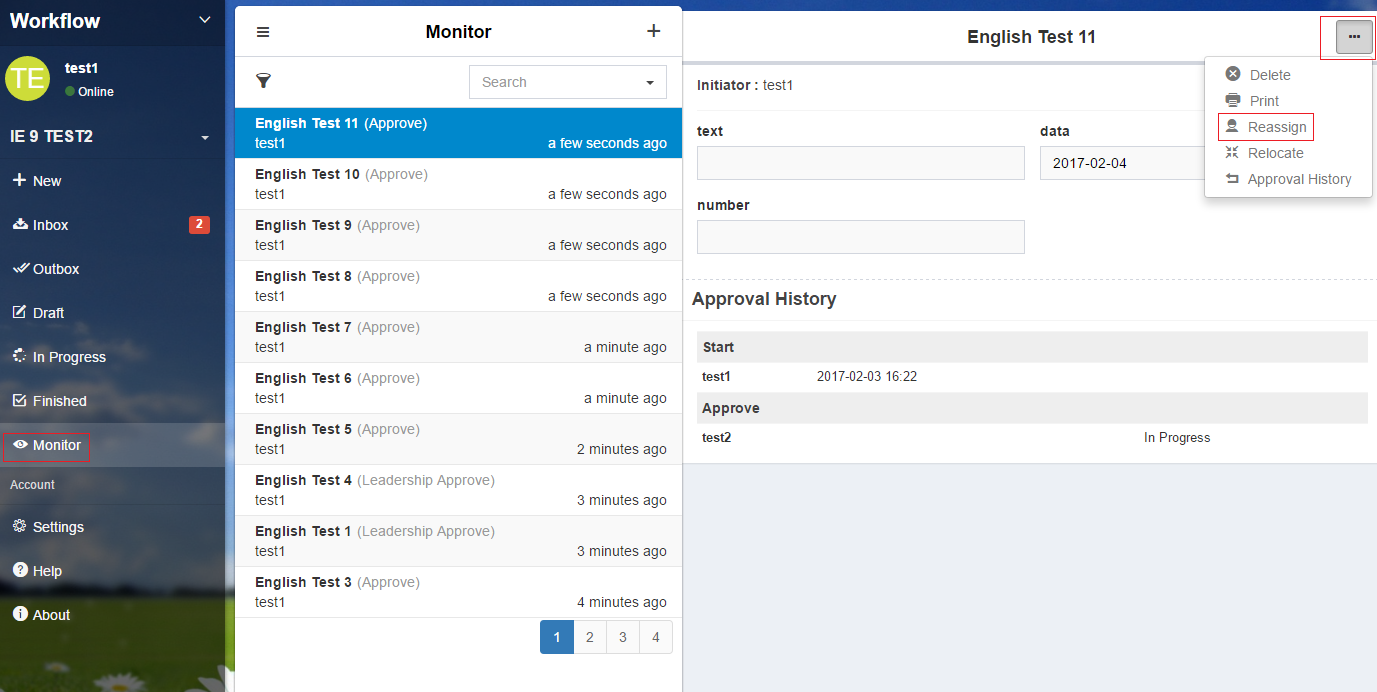 Workflow
TE
test1
Online
IE 9 TEST2
New
Inbox
2
Outbox
Draft
In Progress
Finished
Monitor
Account
Settings
Help
About
Monitor
Search
English Test 11 (Approve)
test1 a few seconds ago
English Test 10 (Approve)
test1 a few seconds ago
English Test 9 (Approve)
test1 a few seconds ago
English Test 8 (Approve)
test1 a few seconds ago
English Test 7 (Approve)
test1 a minute ago
English Test 6 (Approve)
test1 a minute ago
English Test 5 (Approve)
test1 2 minutes ago
English Test 4 (Leadership Approve)
test1 3 minutes ago
English Test 1 (Leadership Approve)
test1 3 minutes ago
English Test 3 (Approve)
test1 4 minutes ago
1 2 3 4
English Test 11
Delete
Print
Reassign
Relocate
Approval History
Initiator : test1
text data
2017-02-04
number
Approval History
Start
test1 2017-02-03 16:22
Approve
test2 In Progress